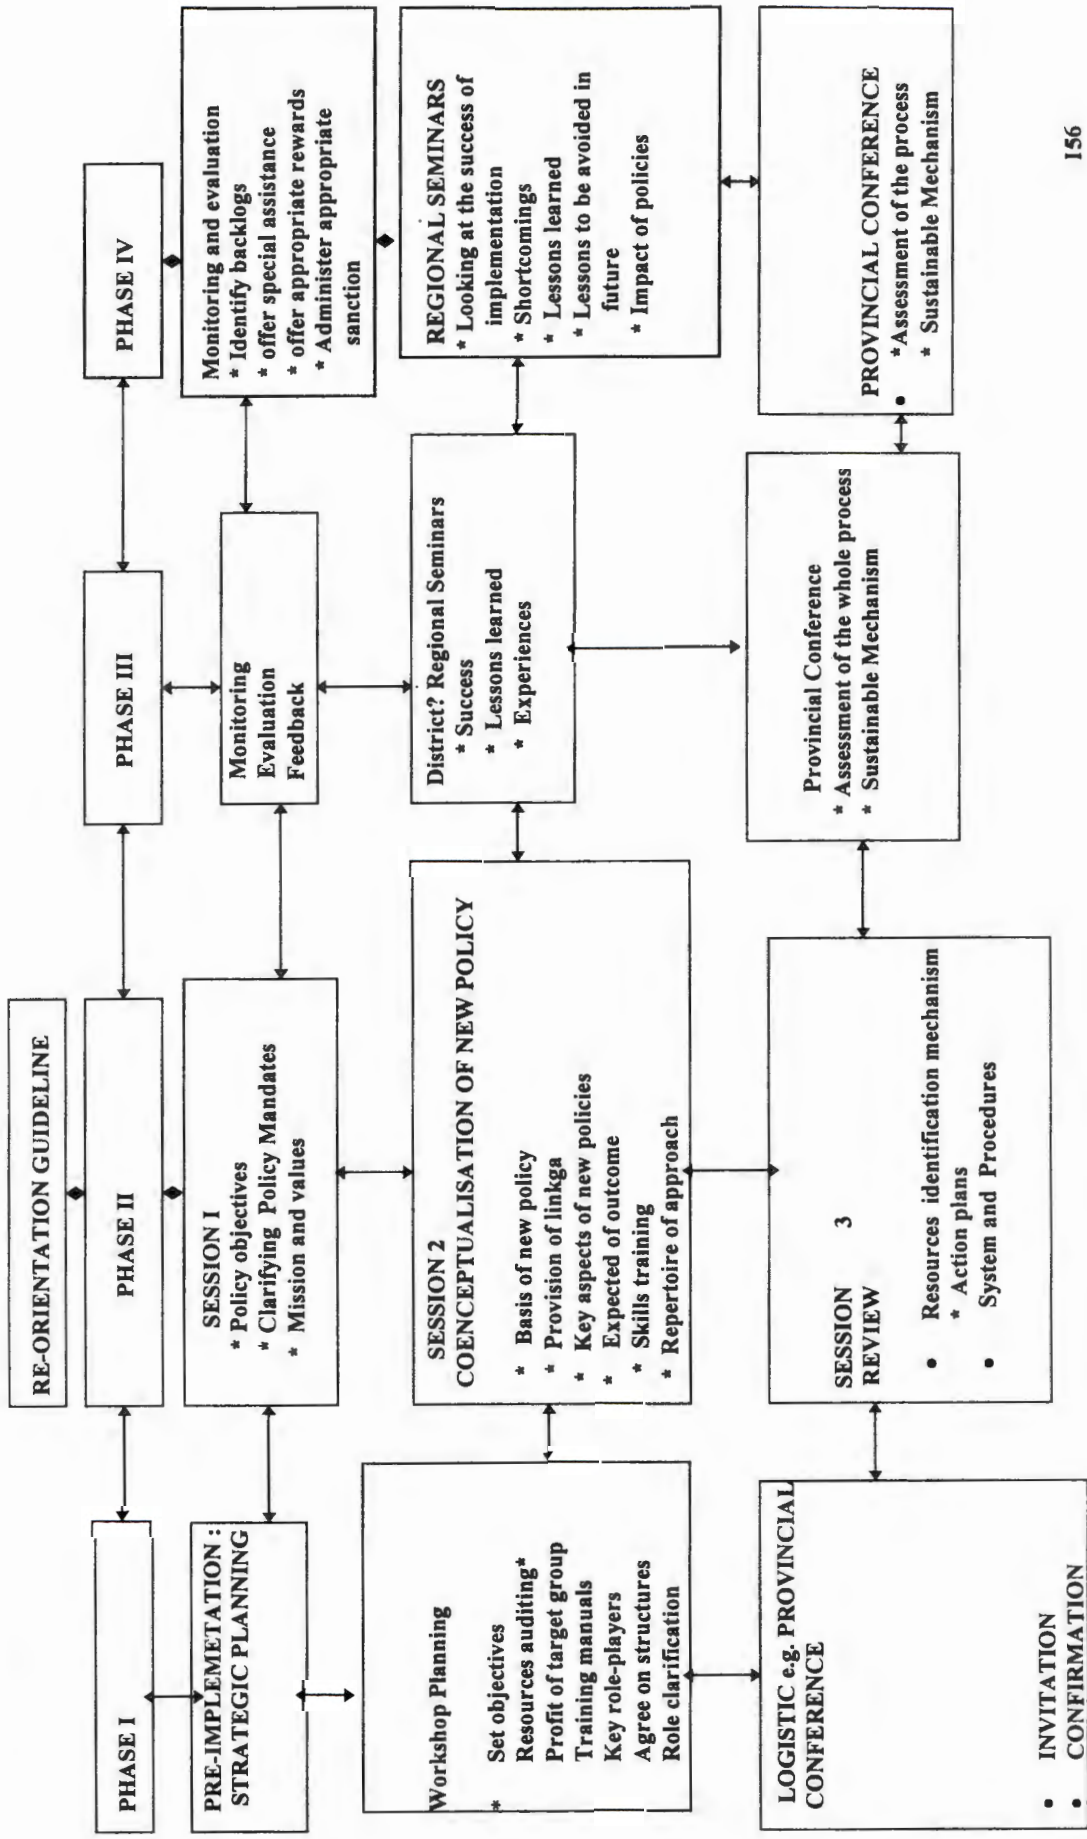 RE-ORIENTATION GUIDELINE
PHASE I
PHASE II
PHASE III
PHASE IV
PRE-IMPLEMETATION :
STRATEGIC PLANNING
SESSION I
* Policy objectives
* Clarifying Policy Mandates
* Mission and values
Monitoring
Evaluation
Feedback
Monitoring and evaluation
* Identify backlogs
* offer special assistance
* offer appropriate rewards
* Administer appropriate
sanction
Workshop Planning
* Set objectives
Resources auditing*
Profit of target group
Training manuals
Key role-players
Agree on structures
Role clarification
SESSION 2
COENCEPTUALISATION OF NEW POLICY
* Basis of new policy
* Provision of linkga
* Key aspects of new policies
* Expected of outcome
* Skills training
* Repertoire of approach
District? Regional Seminars
* Success
* Lessons learned
* Experiences
REGIONAL SEMINARS
* Looking at the success of
implementation
* Shortcomings
* Lessons learned
* Lessons to be avoided in
future
* Impact of policies
LOGISTIC e.g. PROVINCIAL
CONFERENCE
• INVITATION
• CONFIRMATION
SESSION 3
REVIEW
• Resources identification mechanism
* Action plans
• System and Procedures
Provincial Conference
* Assessment of the whole process
* Sustainable Mechanism
PROVINCIAL CONFERENCE
• *Assessment of the process
* Sustainable Mechanism
156